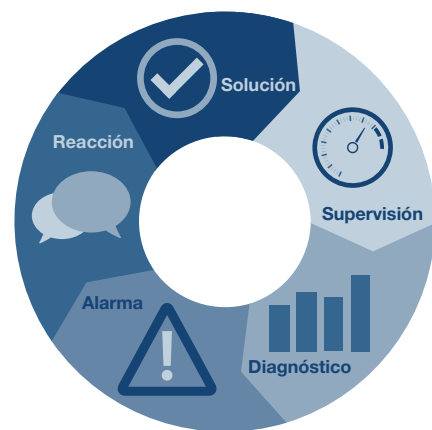 Solución
Supervisión
Diagnóstico
Alarma
Reacción